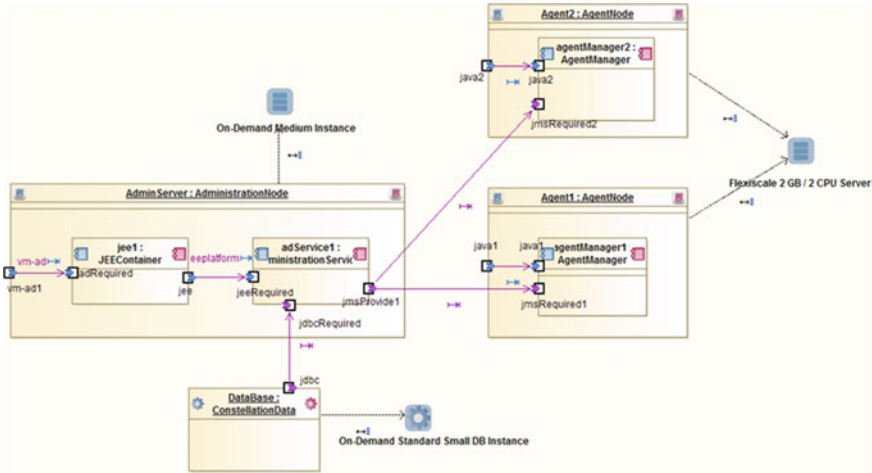 Agent2 : AgentNode
agentManager2 :
AgentManager
java2
java2
jmsRequired2
On-Demand Medium Instance
Flexiscale 2 GB / 2 CPU Server
AdminServer : AdministrationNode
Agent1 : AgentNode
jee1 :
JEEContainer
adService1 :
ministrationServic
agentManager1
AgentManager
java1
java1
vm-ad
eeplatform
adRequired
vm-ad1
jee
jeeRequired
jmsProvide1
jmsRequired1
jdbcRequired
jdbc
DataBase :
ConstellationData
On-Demand Standard Small DB Instance